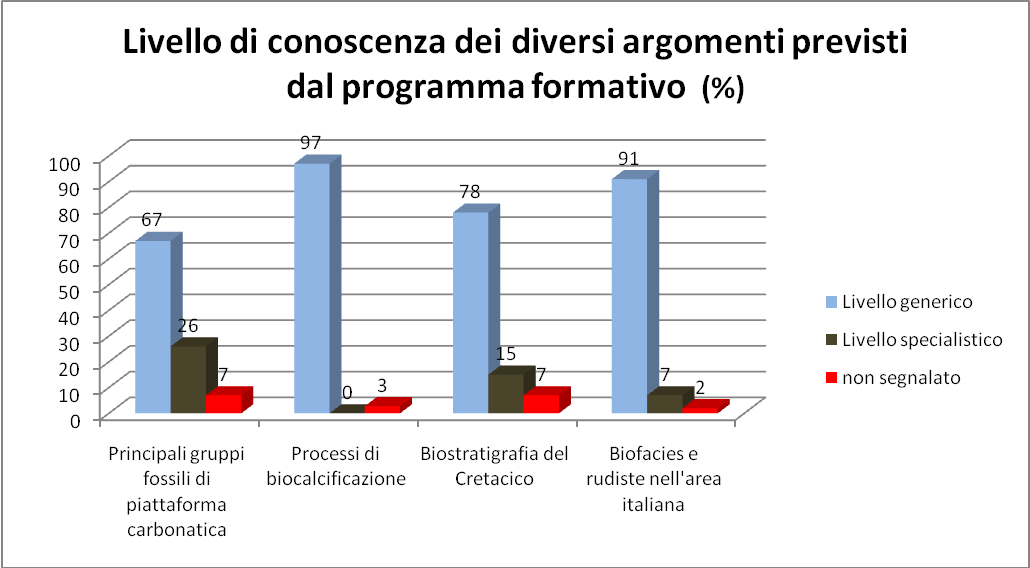 Livello di conoscenza dei diversi argomenti previsti
dal programma formativo (%)
100
90
80
70
60
50
40
30
20
10
0
67
26
7
97
0
3
78
15
7
91
7
2
Principali gruppi
fossili di
piattaforma
carbonatica
Processi di
biocalcificazione
Biostratigrafia del
Cretacico
Biofacies e
rudiste nell'area
italiana
Livello generico
Livello specialistico
non segnalato